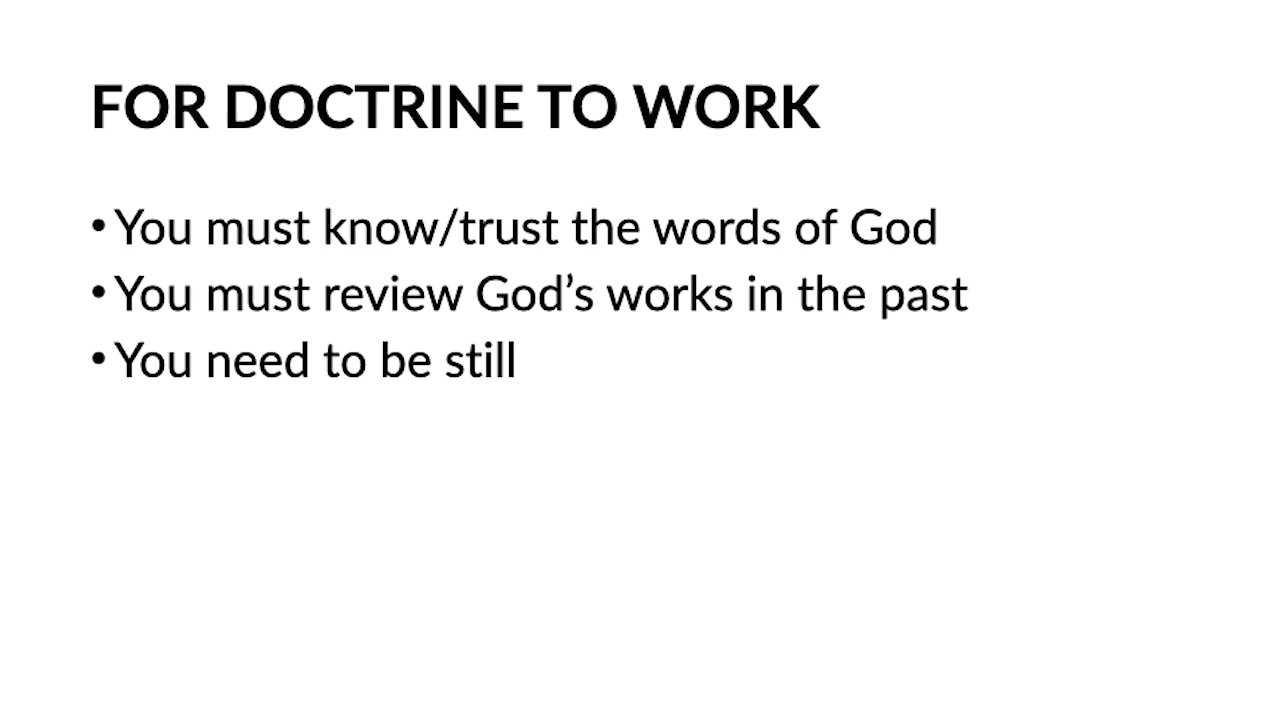 FOR DOCTRINE TO WORK
• You must know/trust the words of God
• You must review God’s works in the past
• You need to be still